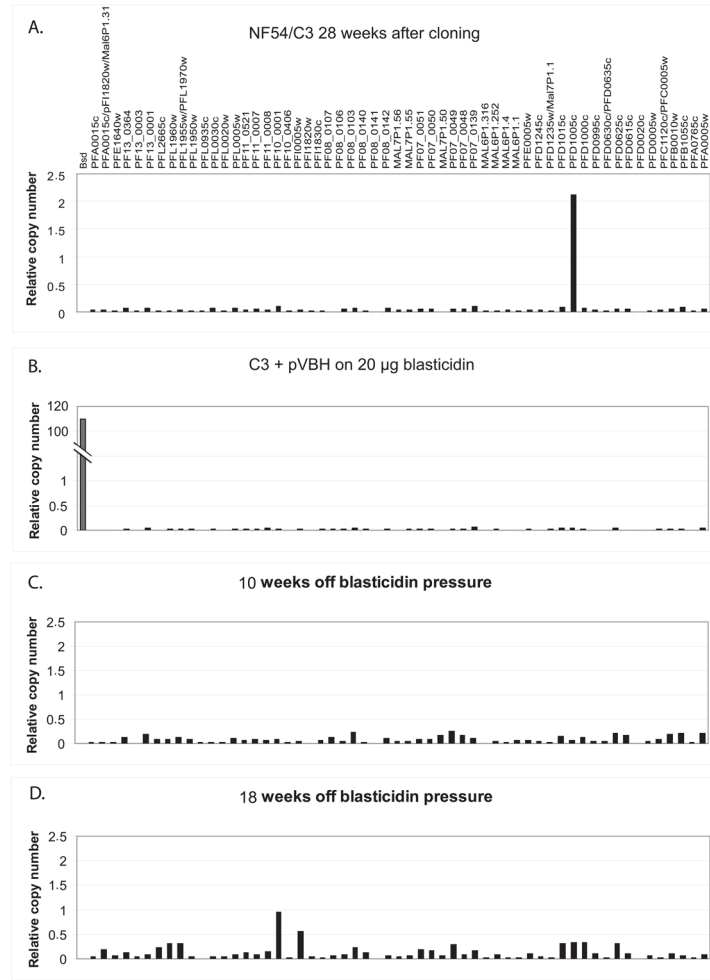 A.
NF54/C3 28 weeks after cloning
Bsd
PFA0015c
PFA0015c/pFI1820w/Mal6P1.31
PFE1640w
PF13_0364
PF13_0003
PF13_0001
PFL2665c
PFL1960w
PFL1955w/PFL1970w
PFL1950w
PFL0935c
PFL0030c
PFL0020w
PFL0005w
PF11_0521
PF11_0007
PF11_0008
PF10_0001
PF10_0406
PFI0005w
PFI1820w
PFI1830c
PF08_0107
PF08_0106
PF08_0103
PF08_0140
PF08_0141
PF08_0142
MAL7P1.56
MAL7P1.55
PF07_0051
PF07_0050
MAL7P1.50
PF07_0049
PF07_0048
PF07_0139
MAL6P1.316
MAL6P1.252
MAL6P1.4
MAL6P1.1
PFE0005w
PFD1245c
PFD1235w/Mal7P1.1
PFD1015c
PFD1005c
PFD1000c
PFD0995c
PFD0630c/PFD0635c
PFD0625c
PFD0615c
PFD0020c
PFD0005w
PFC1120c/PFC0005w
PFB0010w
PFB1055c
PFA0765c
PFA0005w
Relative copy number
2.5
2
1.5
1
0.5
0
B.
C3 + pVBH on 20 µg blasticidin
Relative copy number
120
100
1
0.5
0
C.
10 weeks off blasticidin pressure
Relative copy number
2.5
2
1.5
1
0.5
0
D.
18 weeks off blasticidin pressure
Relative copy number
2.5
2
1.5
1
0.5
0